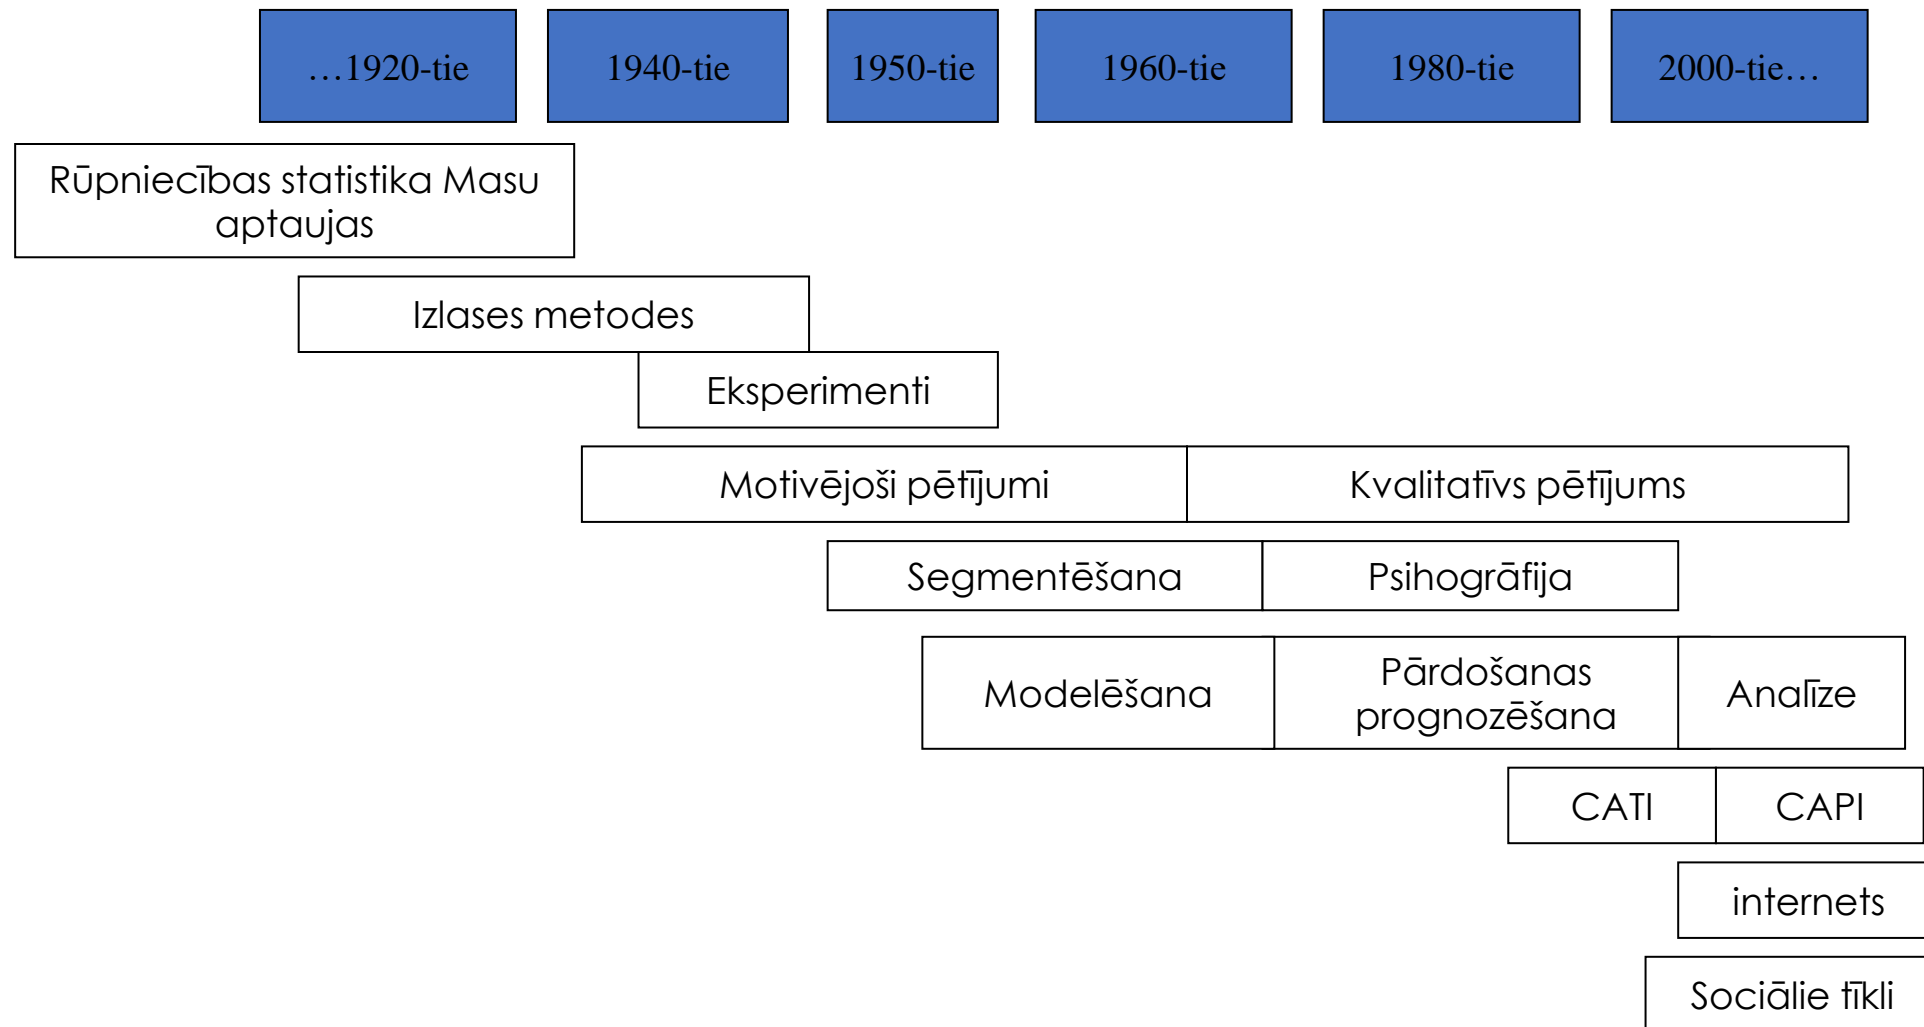 …1920-tie
1940-tie
1950-tie
1960-tie
1980-tie
2000-tie…
Rūpniecības statistika Masu
aptaujas
Izlases metodes
Eksperimenti
Motivējoši pētījumi
Kvalitatīvs pētījums
Segmentēšana
Psihogrāfija
Modelēšana
Pārdošanas
prognozēšana
Analīze
CATI
CAPI
internets
Sociālie tīkli